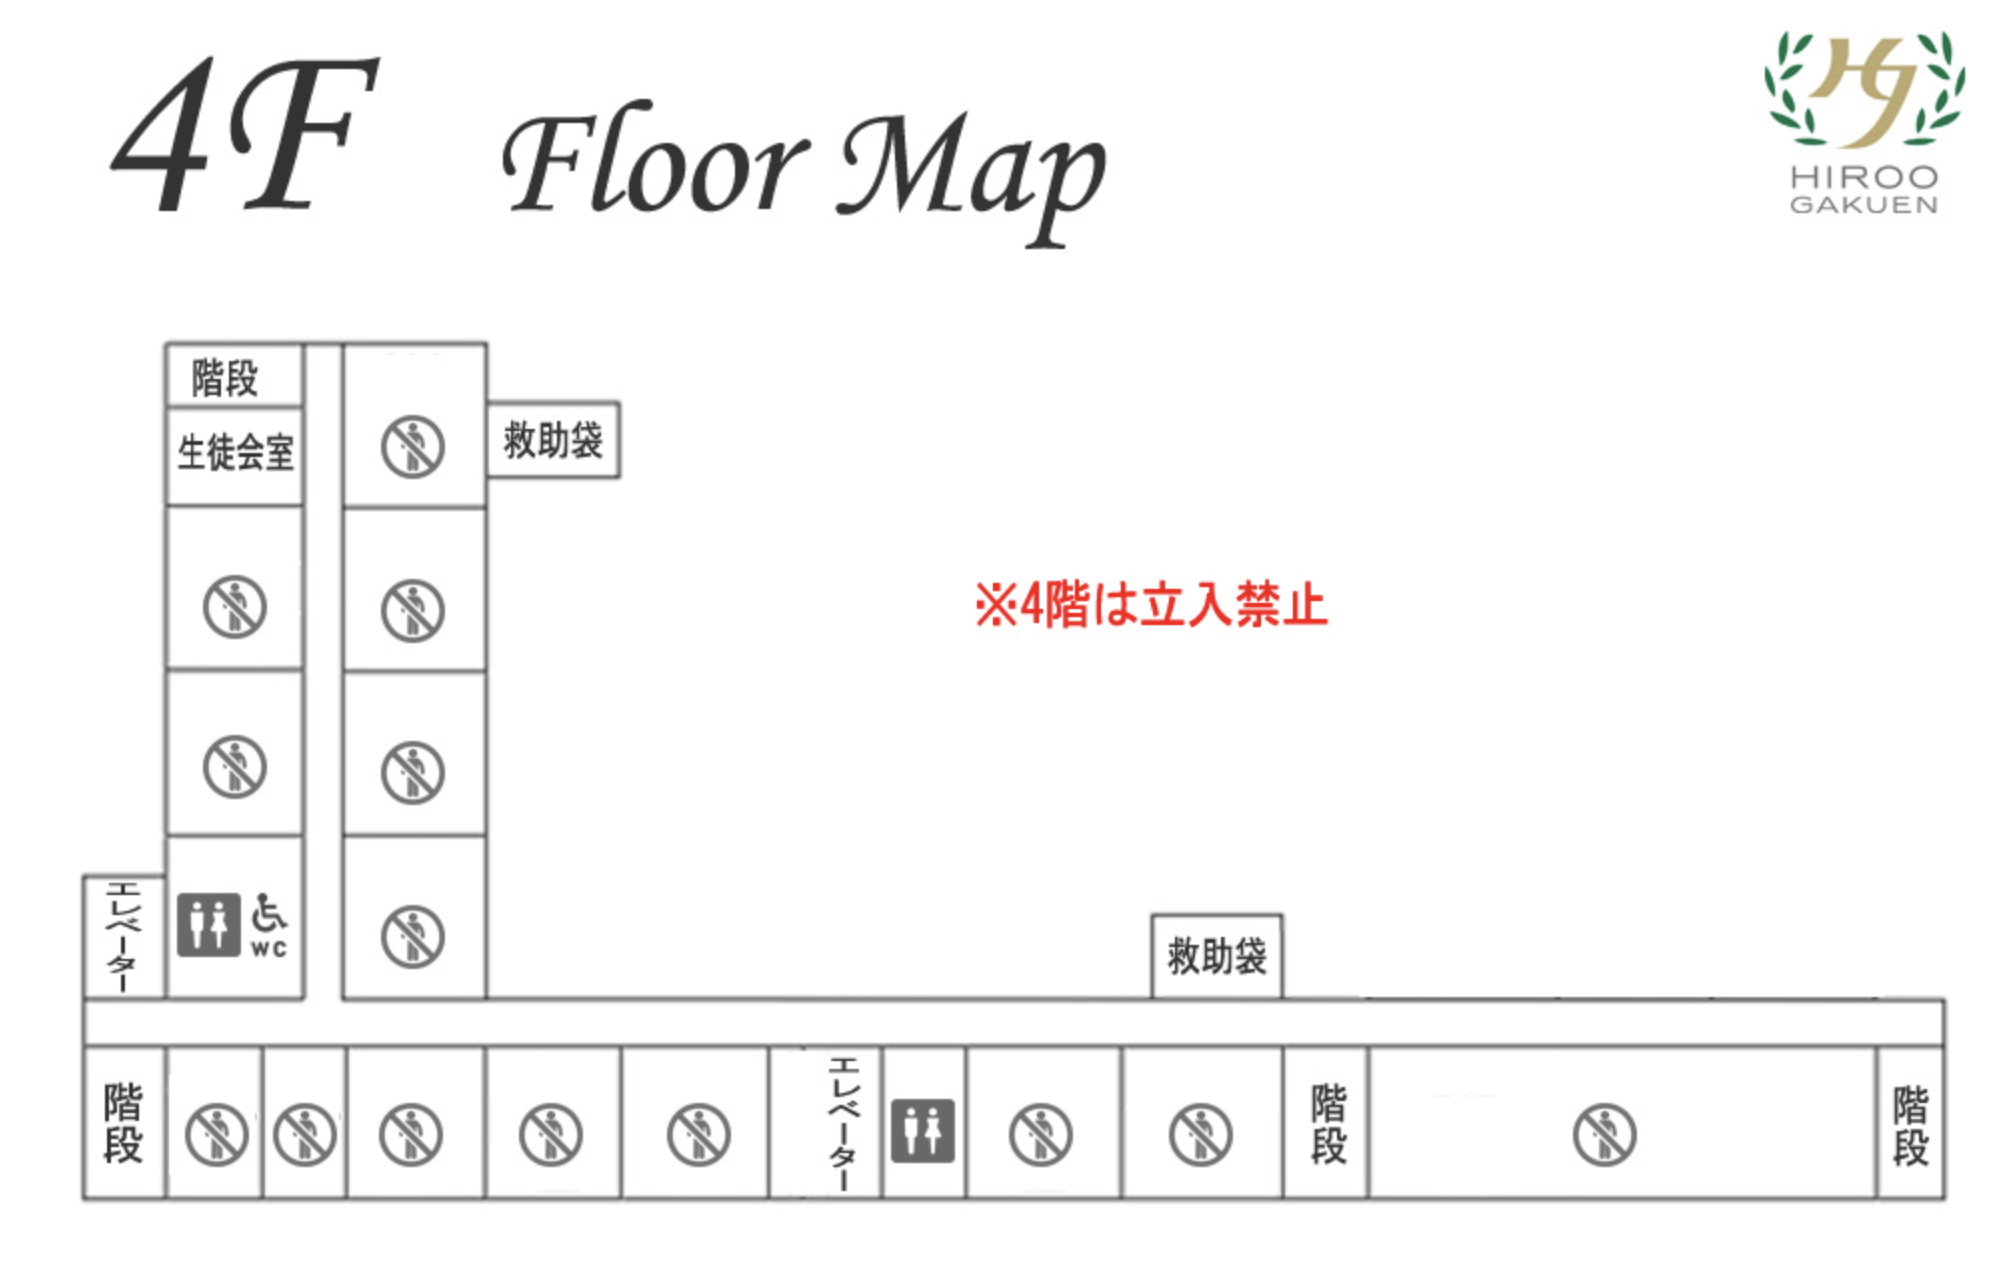 4F Floor Map
HIROO
GAKUEN
階段
生徒会室
救助袋
※4階は立入禁止
エレベーター
WC
救助袋
階段
エレベーター
階段
階段